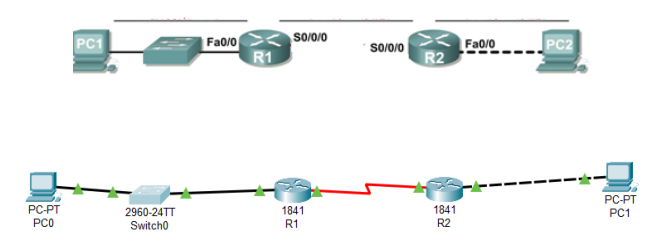 PC1 Fa0/0 R1 S0/0/0 S0/0/0 R2 Fa0/0 PC2
PC-PT
PC0
2960-24TT
Switch0
1841
R1
1841
R2
PC-PT
PC1